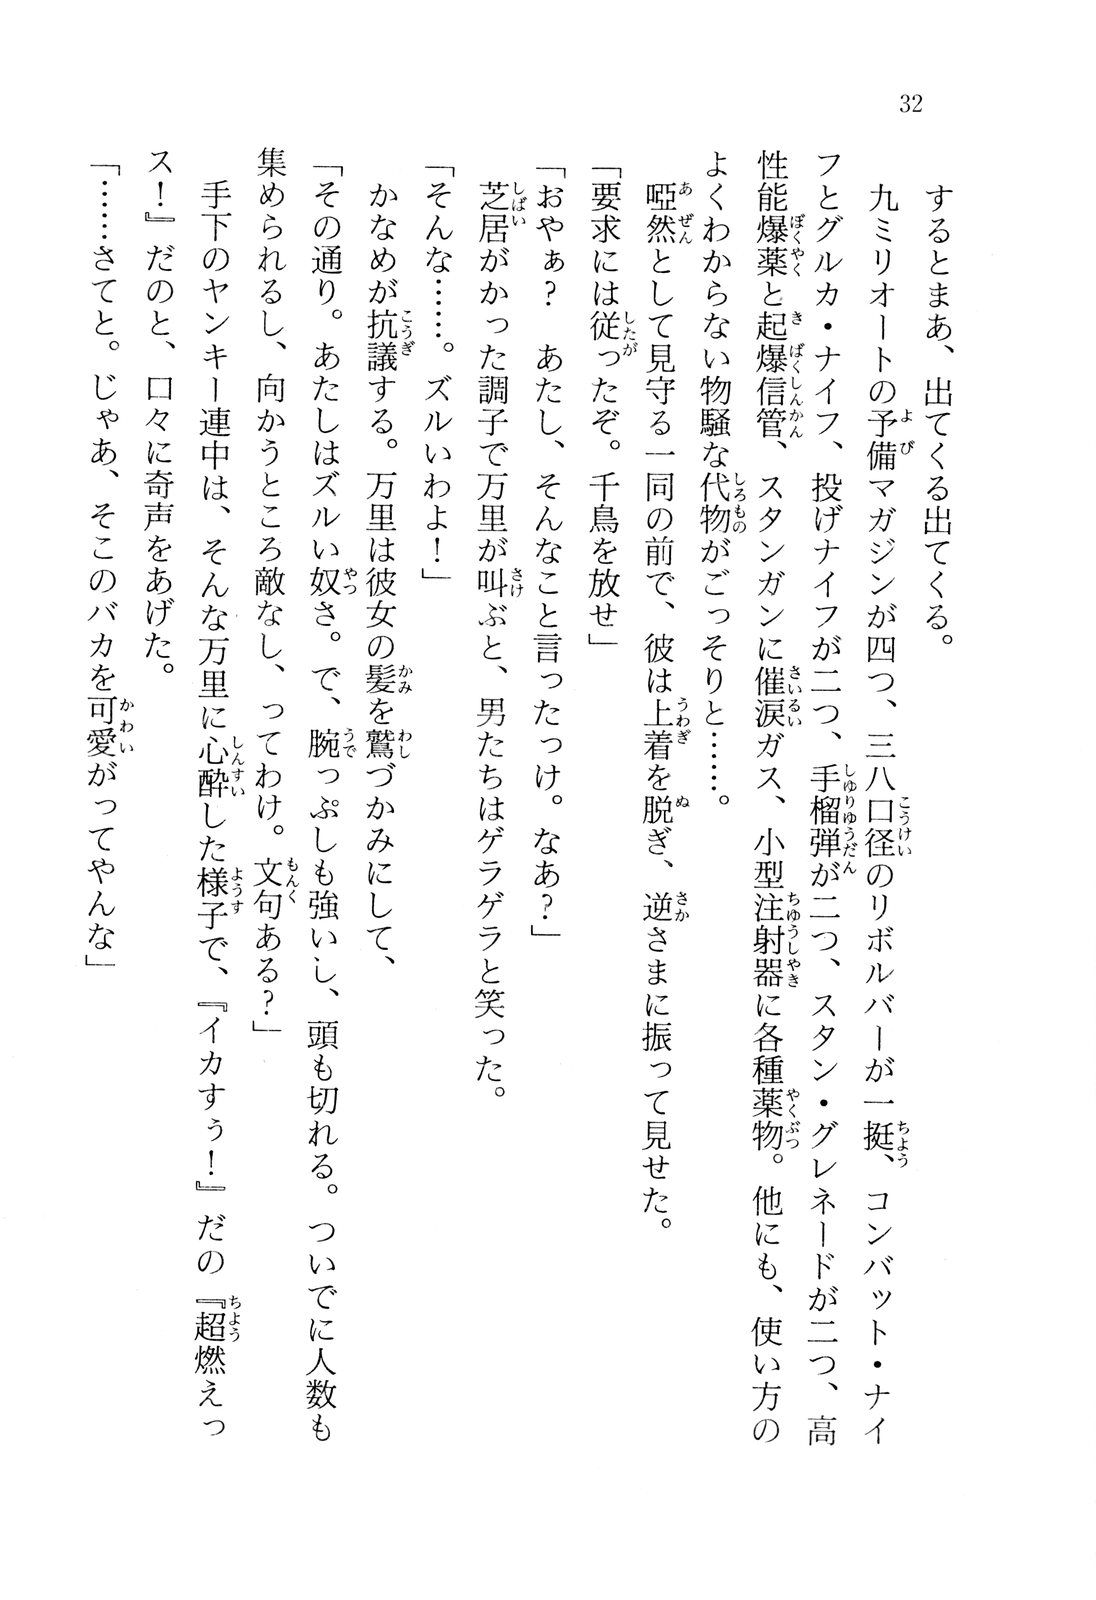 32
　するとまあ、出てくる出てくる。
　九ミリオートの予備マガジンが四つ、三八口径のリボルバーが一挺、コンバット・ナイ
フとグルカ・ナイフ、投げナイフが二つ、手榴弾が二つ、スタン・グレネードが二つ、高
性能爆薬と起爆信管、スタンガンに催涙ガス、小型注射器に各種薬物。他にも、使い方の
よくわからない物騒な代物がごっそりと……。
　啞然として見守る一同の前で、彼は上着を脱ぎ、逆さまに振って見せた。
「要求には従ったぞ。千鳥を放せ」
「おやぁ？　あたし、そんなこと言ったっけ。なあ？」
　芝居がかった調子で万里が叫ぶと、男たちはゲラゲラと笑った。
「そんな……。ズルいわよ！」
　かなめが抗議する。万里は彼女の髪を鷲づかみにして、
「その通り。あたしはズルい奴さ。で、腕っぷしも強いし、頭も切れる。ついでに人数も
集められるし、向かうところ敵なし、ってわけ。文句ある？」
　手下のヤンキー連中は、そんな万里に心酔した様子で、『イカすぅ！』だの『超燃えっ
ス！』だのと、口々に奇声をあげた。
「……さてと。じゃあ、そこのバカを可愛がってやんな」